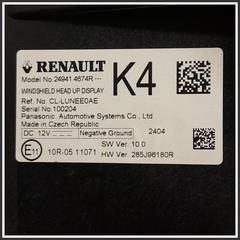 RENAULT
Model No.24941 4674R ---
K4
WINDSHIELD HEAD UP DISPLAY
Ref. No. CL-LUNEE0AE
Serial No.100204
Panasonic Automotive Systems Co., Ltd.
Made in Czech Republic
DC 12V Negative Ground 2404
SW Ver. 10.0
E11 10R-05 11071 HW Ver. 285J96180R